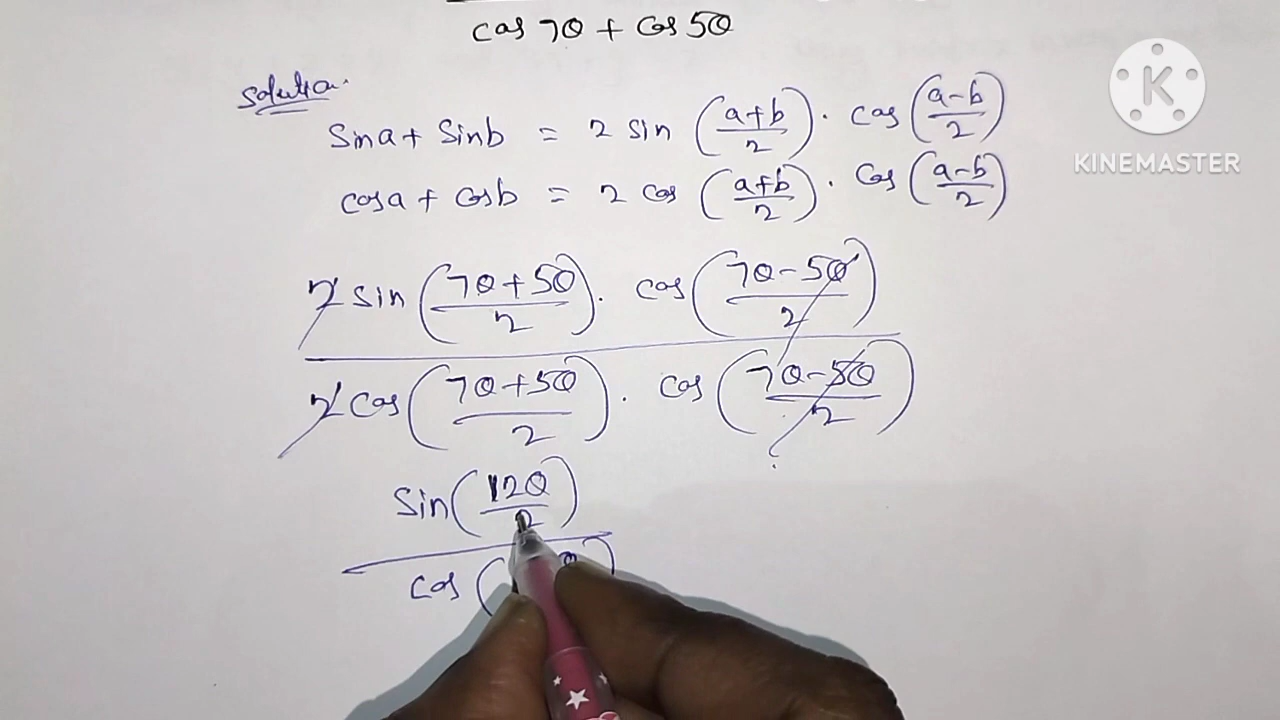 cos 7θ + cos 5θ
Solution.
Sina + Sinb = 2 sin (a+b/2) . cos (a-b/2)
cosa + cosb = 2 cos (a+b/2) . cos (a-b/2)
2 sin (7θ+5θ/2) . cos (7θ-5θ/2)
2 cos (7θ+5θ/2) . cos (7θ-5θ/2)
Sin (12θ/2)
cos (
K
KINEMASTER